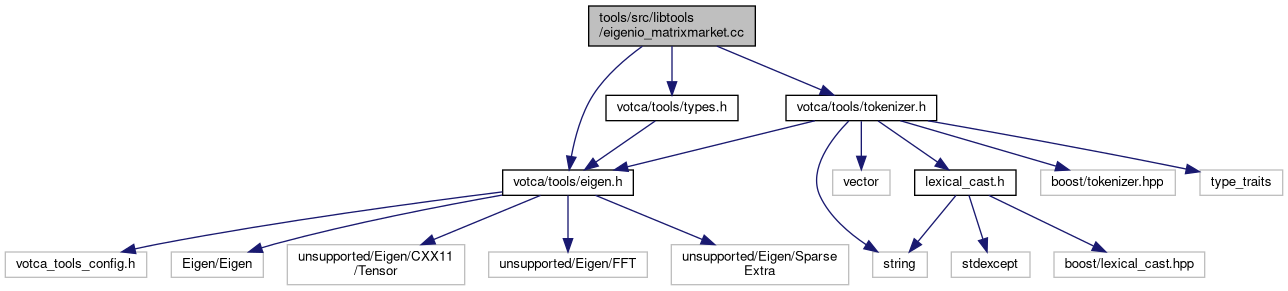 tools/src/libtools
/eigenio_matrixmarket.cc
votca/tools/types.h
votca/tools/tokenizer.h
votca/tools/eigen.h
vector
lexical_cast.h
boost/tokenizer.hpp
type_traits
votca_tools_config.h
Eigen/Eigen
unsupported/Eigen/CXX11
/Tensor
unsupported/Eigen/FFT
unsupported/Eigen/Sparse
Extra
string
stdexcept
boost/lexical_cast.hpp